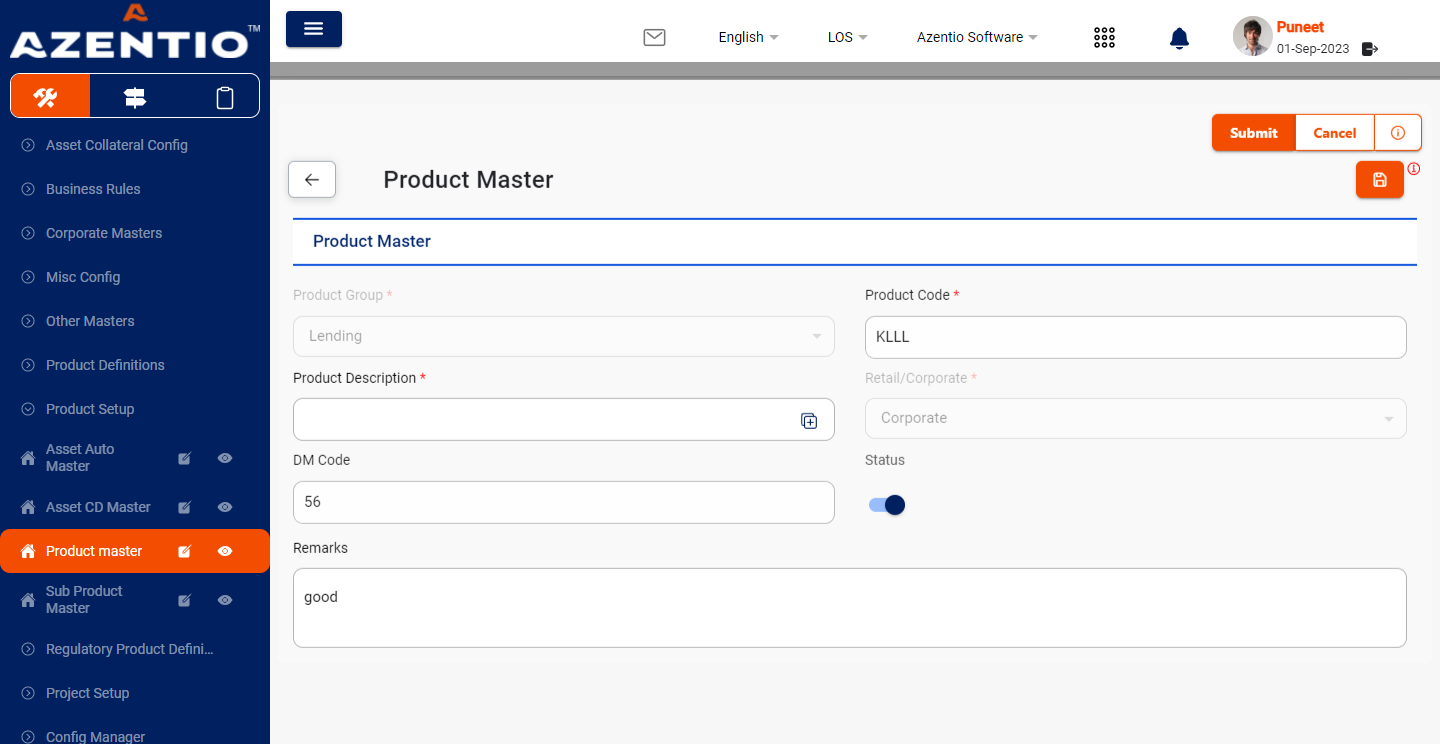 AZENTIO™
English
LOS
Azentio Software
Puneet
01-Sep-2023
Asset Collateral Config
Business Rules
Corporate Masters
Misc Config
Other Masters
Product Definitions
Product Setup
Asset Auto
Master
Asset CD Master
Product master
Sub Product
Master
Regulatory Product Defini...
Project Setup
Config Manager
Submit
Cancel
Product Master
Product Master
Product Group *
Lending
Product Code *
KLLL
Product Description *
Retail/Corporate *
Corporate
DM Code
56
Status
Remarks
good